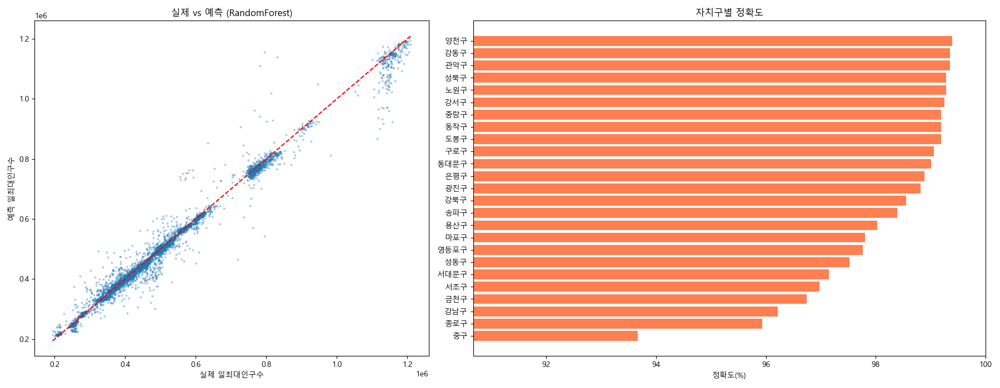 실제 vs 예측 (RandomForest)
1e6
1.2
1.0
0.8
0.6
0.4
0.2
예측 일최대인구수
0.2 0.4 0.6 0.8 1.0 1.2
실제 일최대인구수
1e6
자치구별 정확도
양천구
강동구
관악구
성북구
노원구
강서구
중랑구
동작구
도봉구
구로구
동대문구
은평구
광진구
강북구
송파구
용산구
마포구
영등포구
성동구
서대문구
서초구
금천구
강남구
종로구
중구
92 94 96 98 100
정확도(%)